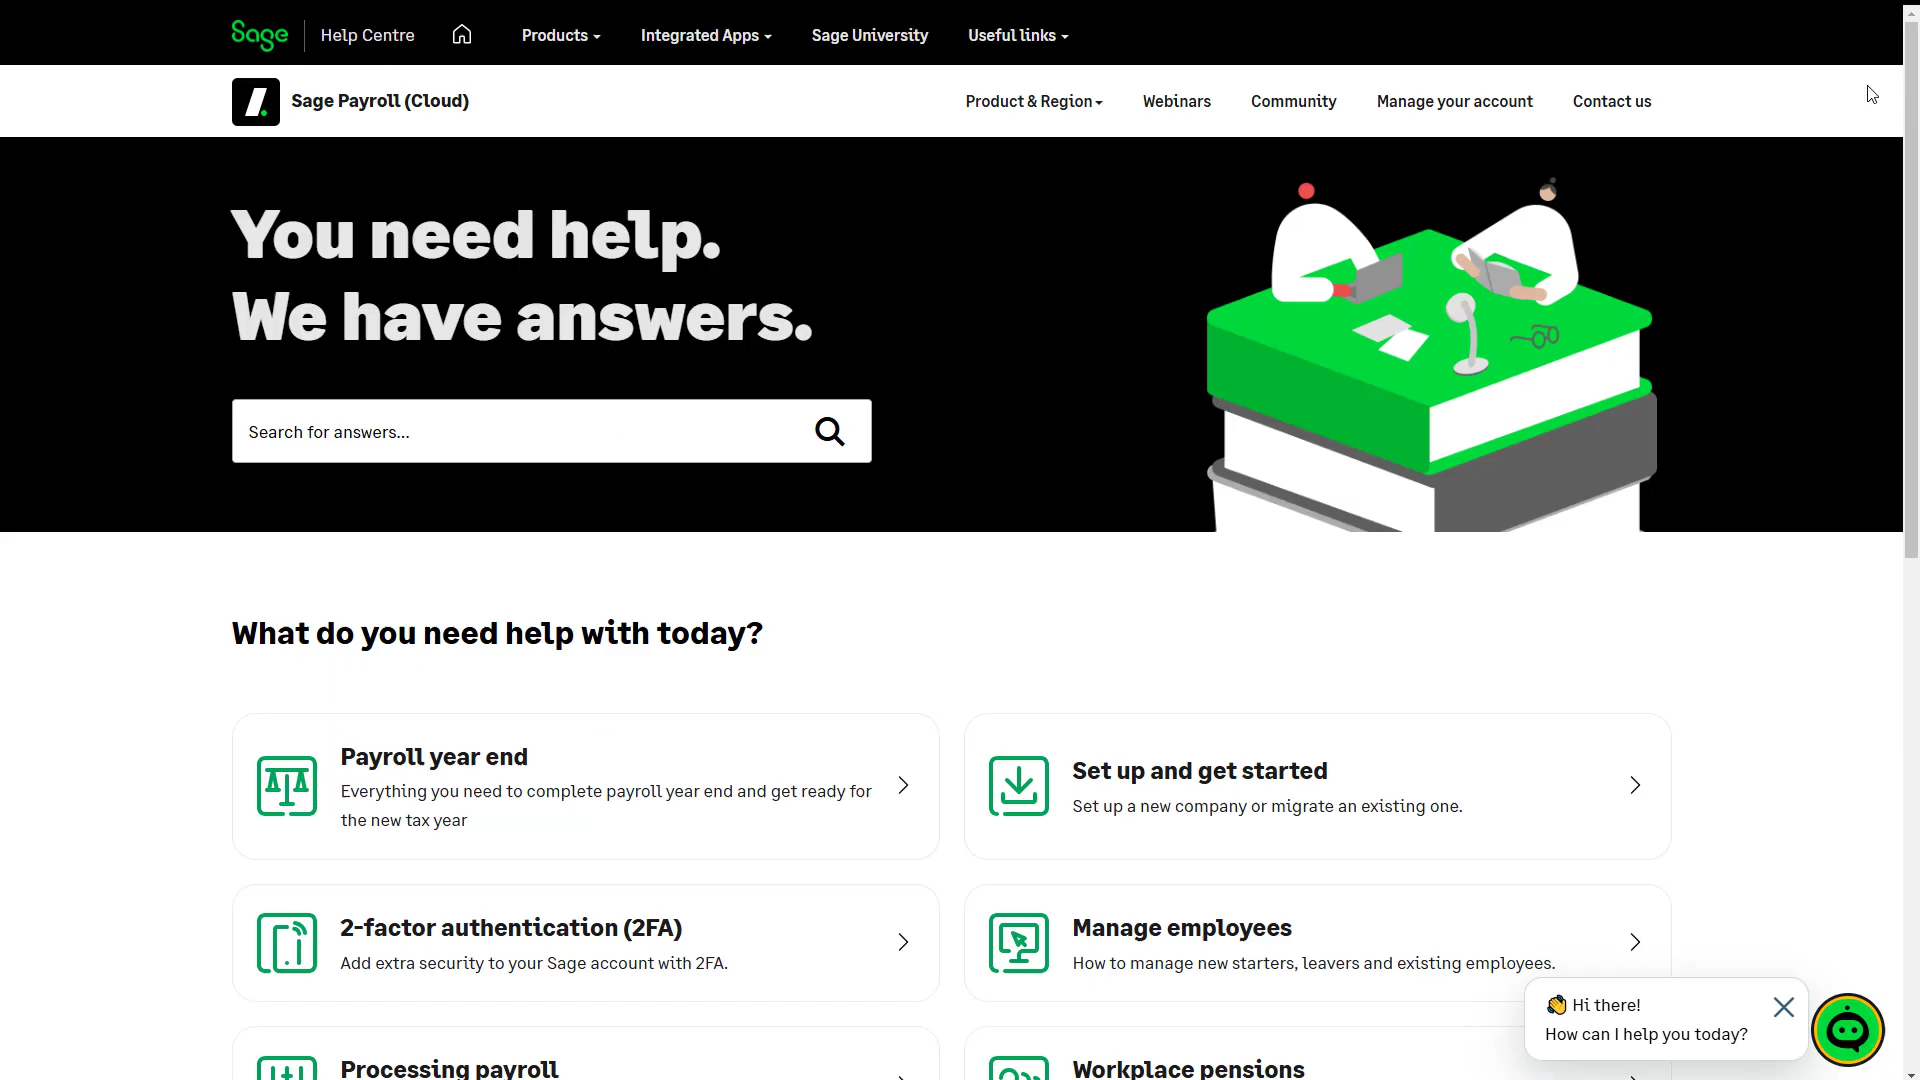 Sage Help Centre Products Integrated Apps Sage University Useful links
Sage Payroll (Cloud) Product & Region Webinars Community Manage your account Contact us
You need help.
We have answers.
Search for answers...
What do you need help with today?
Payroll year end
Everything you need to complete payroll year end and get ready for
the new tax year
Set up and get started
Set up a new company or migrate an existing one.
2-factor authentication (2FA)
Add extra security to your Sage account with 2FA.
Manage employees
How to manage new starters, leavers and existing employees.
Processing payroll
Workplace pensions
👋 Hi there!
How can I help you today?